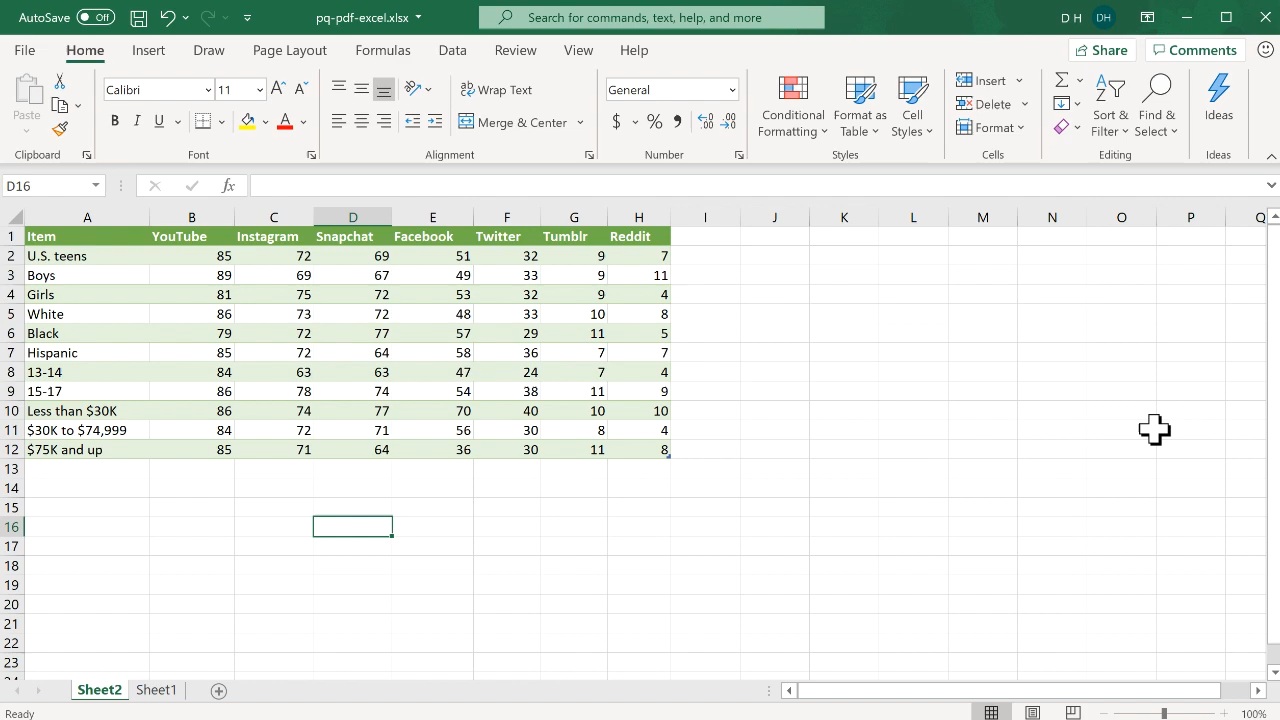 AutoSave Off pq-pdf-excel.xlsx Search for commands, text, help, and more D H DH
File Home Insert Draw Page Layout Formulas Data Review View Help Share Comments
Paste
Clipboard
Calibri 11
B I U
Font
Wrap Text
Merge & Center
Alignment
General
$ % ,
Number
Conditional Formatting
Format as Table
Cell Styles
Styles
Insert
Delete
Format
Cells
Sort & Filter
Find & Select
Editing
Ideas
Ideas
D16 fx
A B C D E F G H I J K L M N O P Q
1 Item YouTube Instagram Snapchat Facebook Twitter Tumblr Reddit
2 U.S. teens 85 72 69 51 32 9 7
3 Boys 89 69 67 49 33 9 11
4 Girls 81 75 72 53 32 9 4
5 White 86 73 72 48 33 10 8
6 Black 79 72 77 57 29 11 5
7 Hispanic 85 72 64 58 36 7 7
8 13-14 84 63 63 47 24 7 4
9 15-17 86 78 74 54 38 11 9
10 Less than $30K 86 74 77 70 40 10 10
11 $30K to $74,999 84 72 71 56 30 8 4
12 $75K and up 85 71 64 36 30 11 8
13
14
15
16
17
18
19
20
21
22
23
Sheet2 Sheet1
Ready 100%